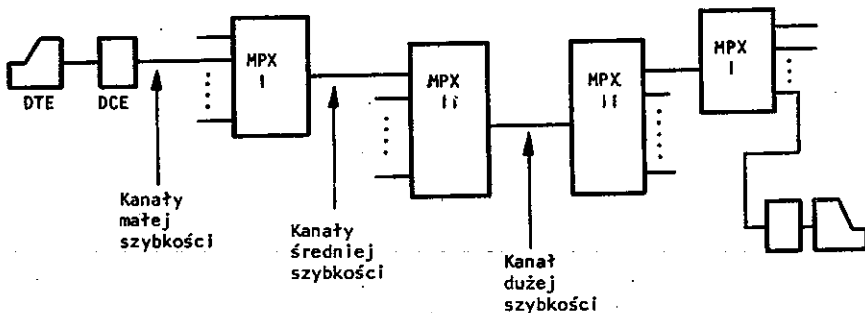 DTE
DCE
MPX
I
MPX
II
MPX
II
MPX
I
Kanały
małej
szybkości
Kanały
średniej
szybkości
Kanał
dużej
szybkości